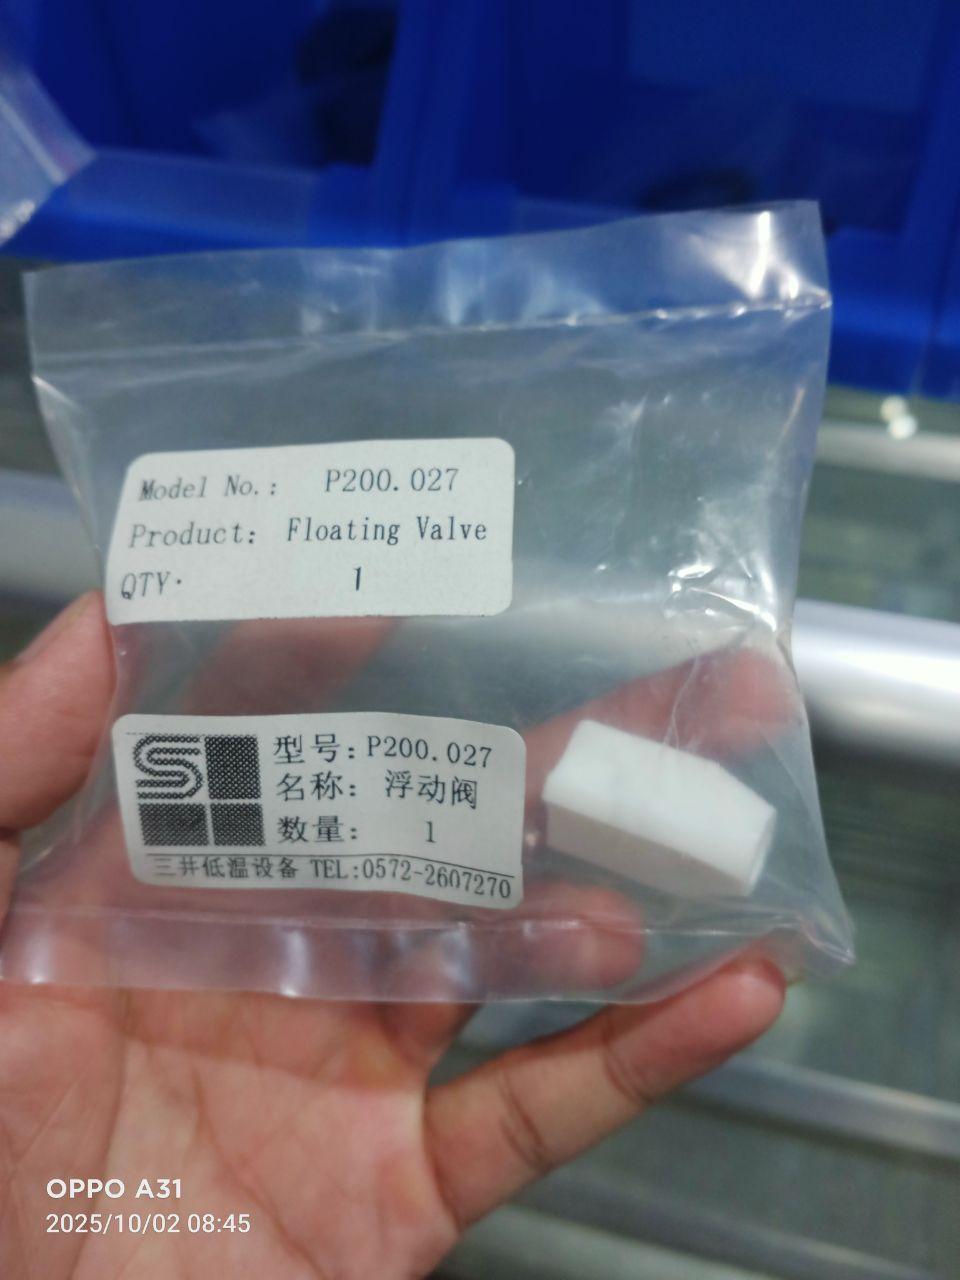 Model No.: P200.027
Product: Floating Valve
QTY: 1
型号: P200.027
名称: 浮动阀
数量: 1
三井低温设备 TEL:0572-2607270
OPPO A31
2025/10/02 08:45